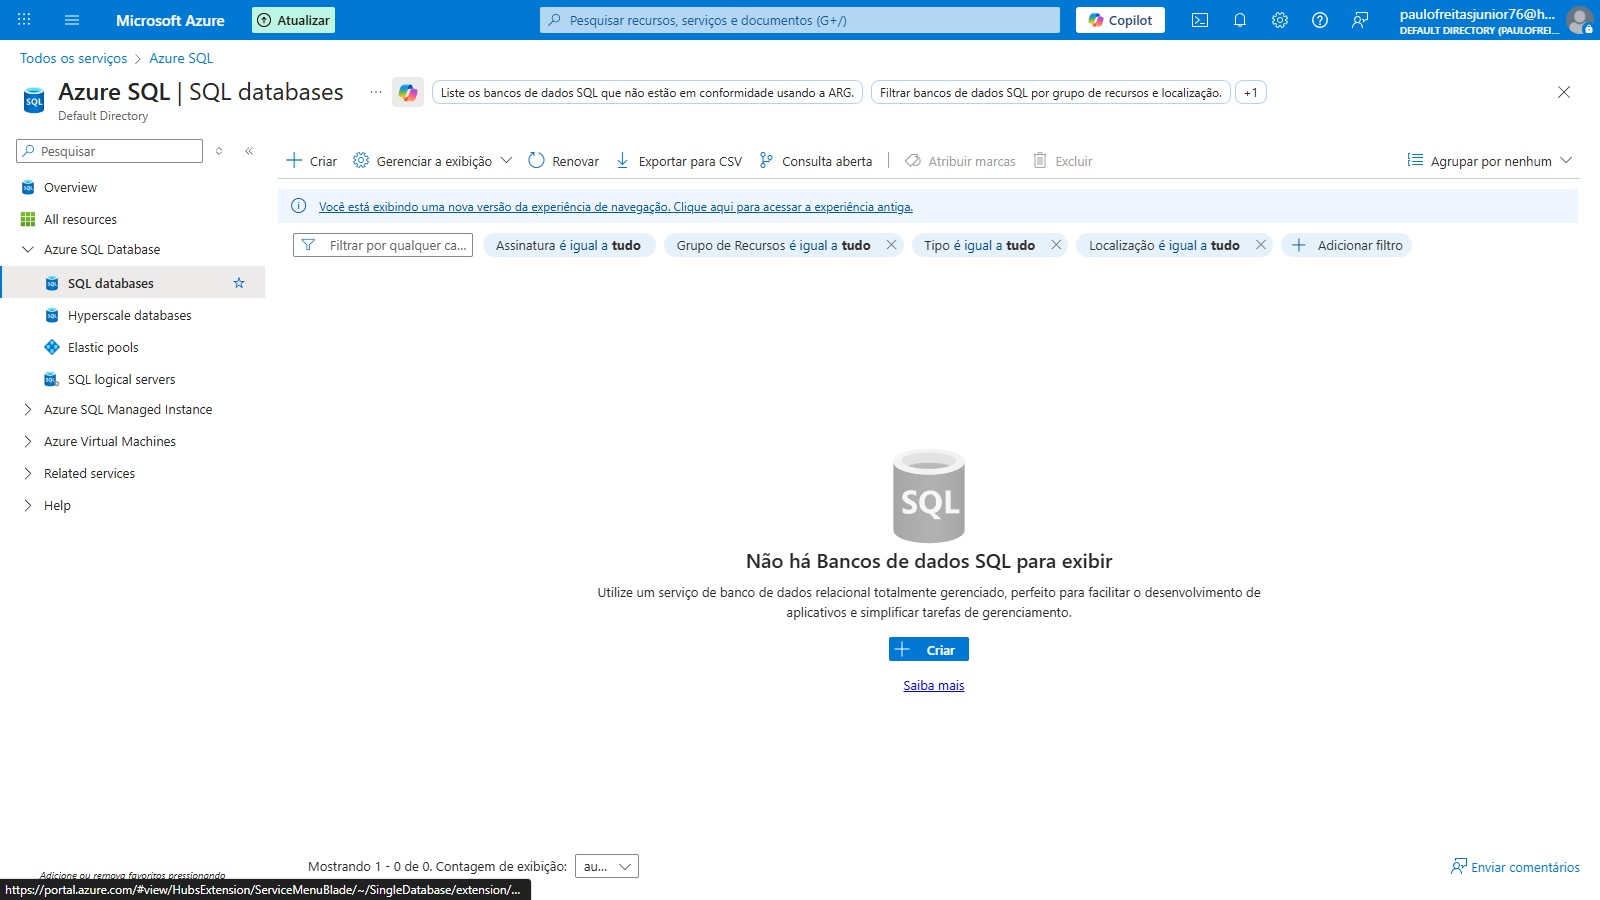 Microsoft Azure
Atualizar
Pesquisar recursos, serviços e documentos (G+/)
Copilot
paulofreitasjunior76@h...
DEFAULT DIRECTORY (PAULOFREI...
Todos os serviços > Azure SQL
SQL
Azure SQL | SQL databases
...
Liste os bancos de dados SQL que não estão em conformidade usando a ARG.
Filtrar bancos de dados SQL por grupo de recursos e localização.
+1
Default Directory
Pesquisar
Criar
Gerenciar a exibição
Renovar
Exportar para CSV
Consulta aberta
Atribuir marcas
Excluir
Agrupar por nenhum
Overview
All resources
Azure SQL Database
SQL databases
Hyperscale databases
Elastic pools
SQL logical servers
Azure SQL Managed Instance
Azure Virtual Machines
Related services
Help
Você está exibindo uma nova versão da experiência de navegação. Clique aqui para acessar a experiência antiga.
Filtrar por qualquer ca...
Assinatura é igual a tudo
Grupo de Recursos é igual a tudo
Tipo é igual a tudo
Localização é igual a tudo
Adicionar filtro
SQL
Não há Bancos de dados SQL para exibir
Utilize um serviço de banco de dados relacional totalmente gerenciado, perfeito para facilitar o desenvolvimento de
aplicativos e simplificar tarefas de gerenciamento.
Criar
Saiba mais
Mostrando 1 - 0 de 0. Contagem de exibição:
au...
Enviar comentários
Adicione ou remova favoritos pressionando
https://portal.azure.com/#view/HubsExtension/ServiceMenuBlade/~/SingleDatabase/extension/...